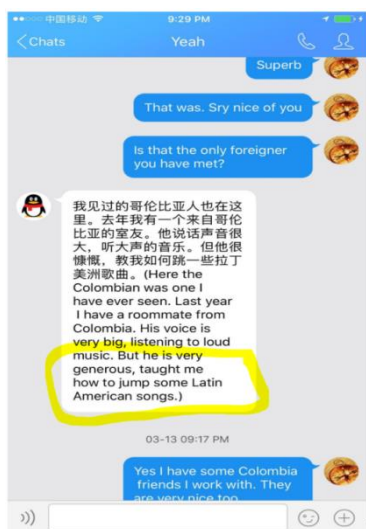 中国移动 9:29 PM
Chats Yeah
Superb
That was. Sry nice of you
Is that the only foreigner
you have met?
我见过的哥伦比亚人也在这
里。去年我有一个来自哥伦
比亚的室友。他说话声音很
大，听大声的音乐。但他很
慷慨，教我如何跳一些拉丁
美洲歌曲。(Here the
Colombian was one I
have ever seen. Last year
I have a roommate from
Colombia. His voice is
very big, listening to loud
music. But he is very
generous, taught me
how to jump some Latin
American songs.)
03-13 09:17 PM
Yes I have some Colombia
friends I work with. They
are very nice too